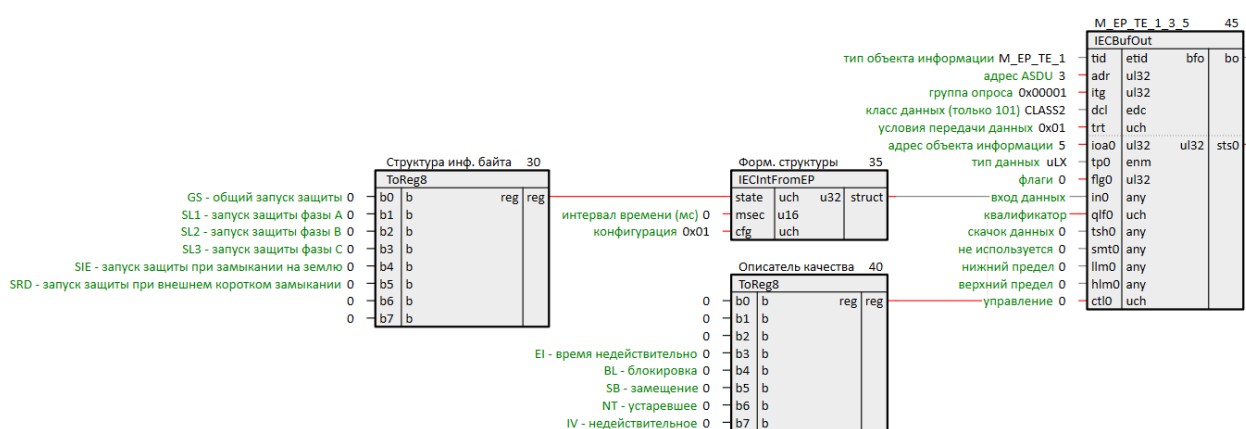 M_EP_TE_1_3_5 45
IECBufOut
тип объекта информации M_EP_TE_1 tid etid bfo bo
адрес ASDU 3 adr ul32
группа опроса 0x00001 itg ul32
класс данных (только 101) CLASS2 dcl edc
условия передачи данных 0x01 trt uch
адрес объекта информации 5 ioa0 ul32 ul32 sts0
тип данных uLX tp0 enm
флаги 0 flg0 ul32
вход данных in0 any
квалификатор qlf0 uch
скачок данных 0 tsh0 any
не используется 0 smt0 any
нижний предел 0 llm0 any
верхний предел 0 hlm0 any
управление 0 ctl0 uch
Структура инф. байта 30
ToReg8
GS - общий запуск защиты 0 b0 b reg reg
SL1 - запуск защиты фазы A 0 b1 b
SL2 - запуск защиты фазы B 0 b2 b
SL3 - запуск защиты фазы C 0 b3 b
SIE - запуск защиты при замыкании на землю 0 b4 b
SRD - запуск защиты при внешнем коротком замыкании 0 b5 b
0 b6 b
0 b7 b
Форм. структуры 35
IECIntFromEP
state uch u32 struct
интервал времени (мс) 0 msec u16
конфигурация 0x01 cfg uch
Описатель качества 40
ToReg8
0 b0 b reg reg
0 b1 b
0 b2 b
EI - время недействительно 0 b3 b
BL - блокировка 0 b4 b
SB - замещение 0 b5 b
NT - устаревшее 0 b6 b
IV - недействительное 0 b7 b